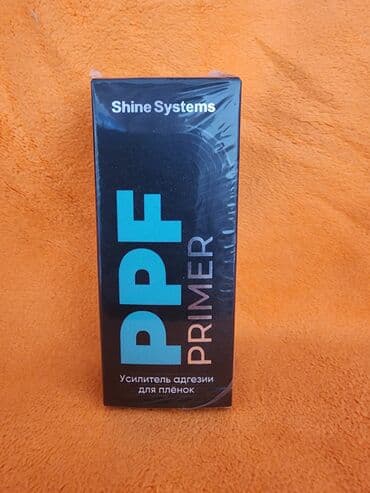 Shine Systems
PPF
PRIMER
Усилитель адгезии
для плёнок